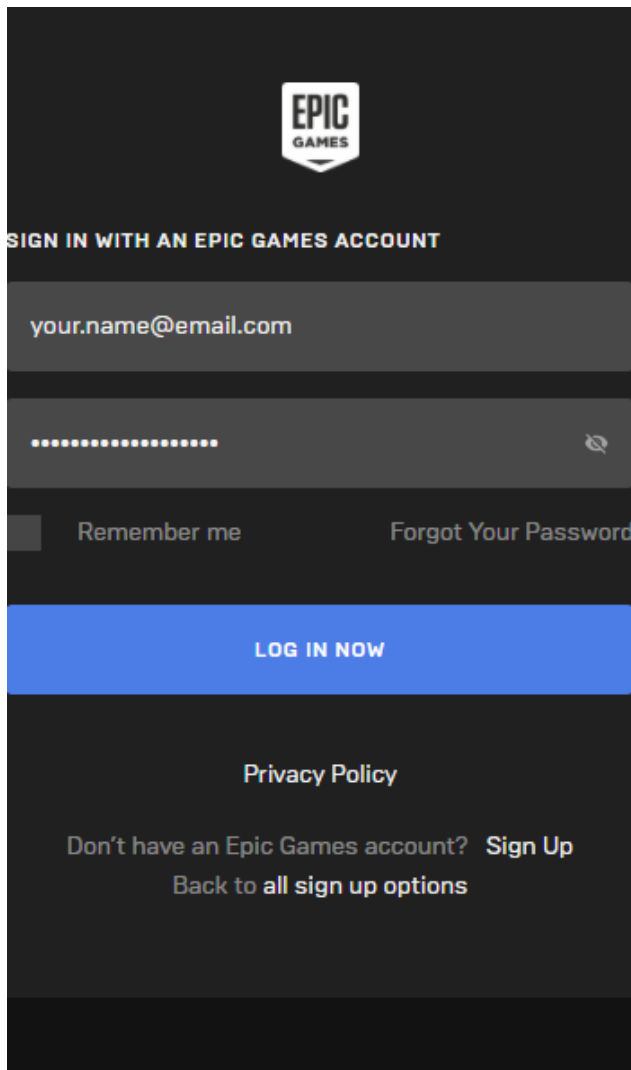 EPIC
GAMES
SIGN IN WITH AN EPIC GAMES ACCOUNT
your.name@email.com
•••••••••••••••••••
Remember me Forgot Your Password
LOG IN NOW
Privacy Policy
Don't have an Epic Games account? Sign Up
Back to all sign up options